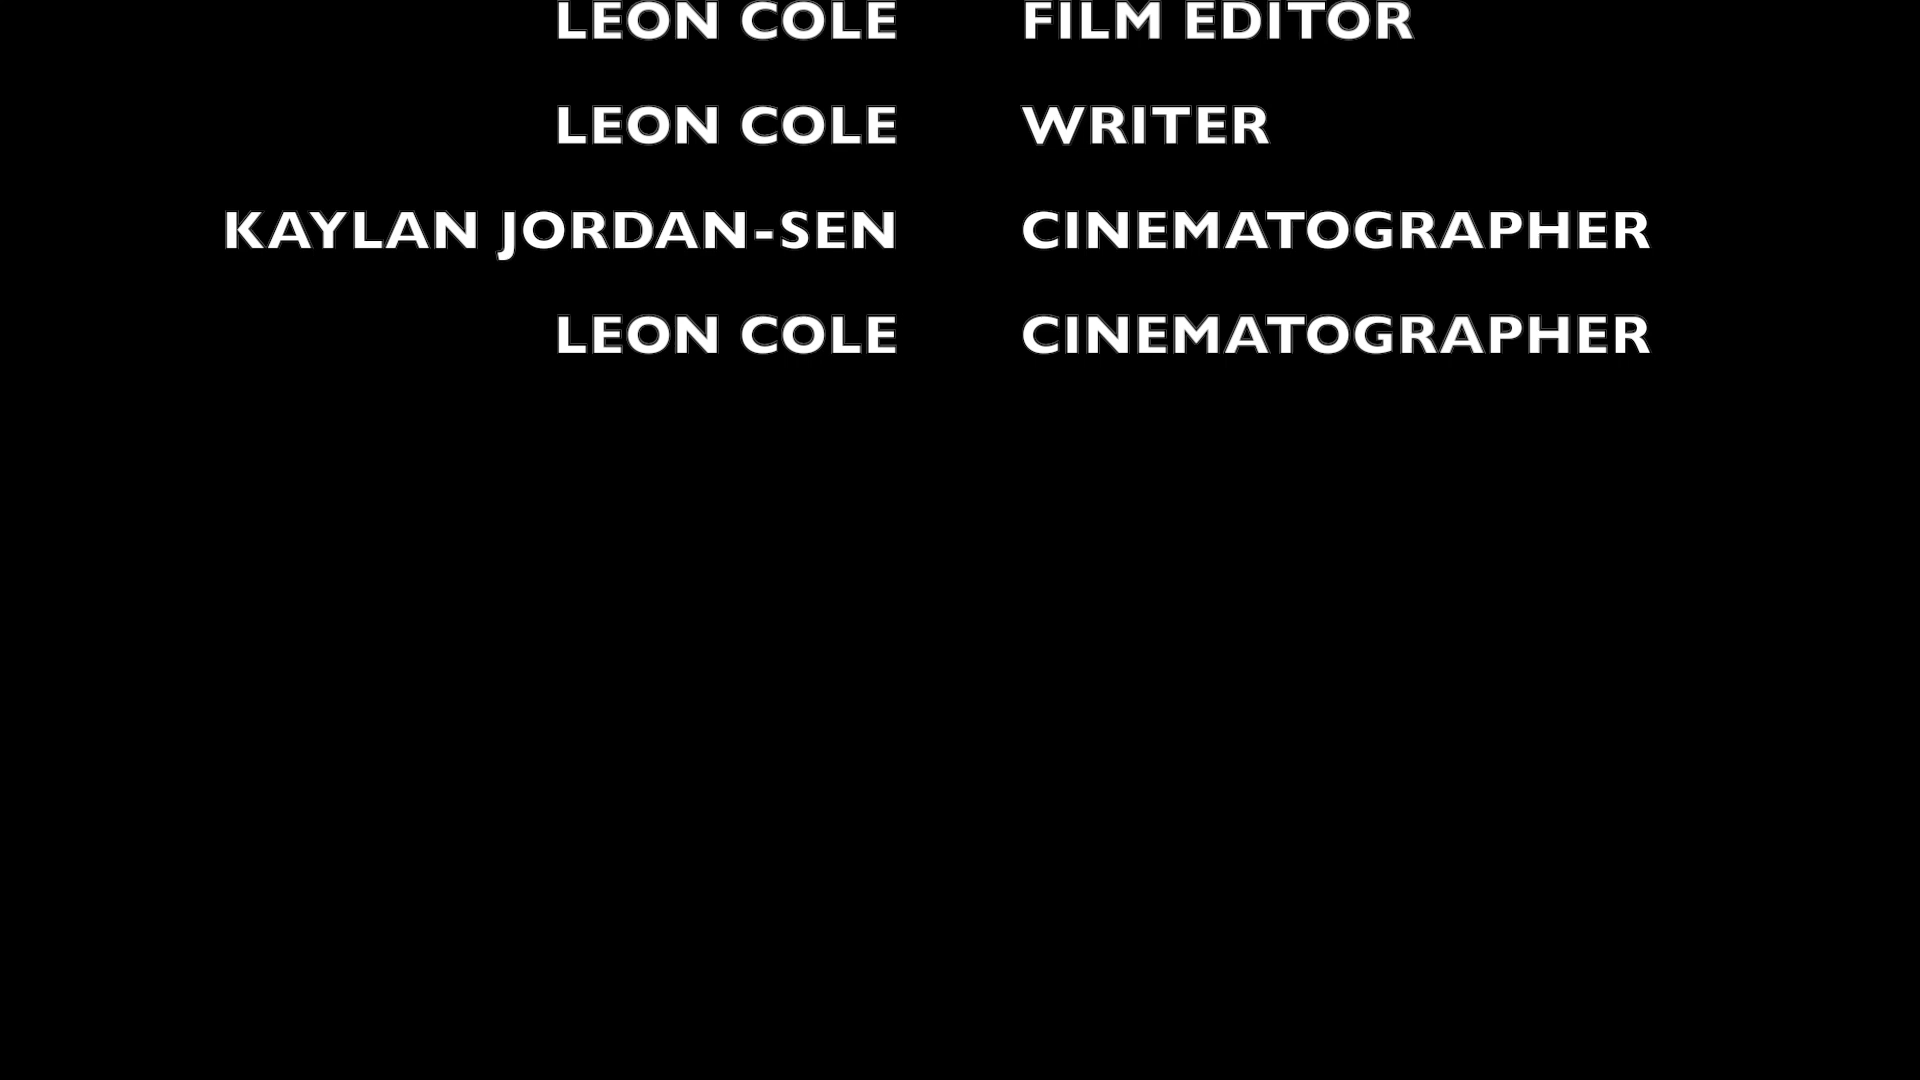 LEON COLE FILM EDITOR
LEON COLE WRITER
KAYLAN JORDAN-SEN CINEMATOGRAPHER
LEON COLE CINEMATOGRAPHER